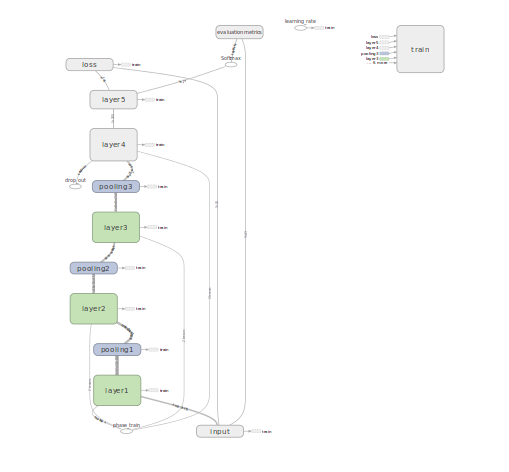 learning rate
train
evaluation metrics
loss
layer5
layer4
pooling3
layer3
... 6 more
train
Softmax
loss
train
layer5
train
layer4
train
drop out
pooling3
train
layer3
train
pooling2
train
layer2
train
pooling1
train
layer1
train
phase train
input
train